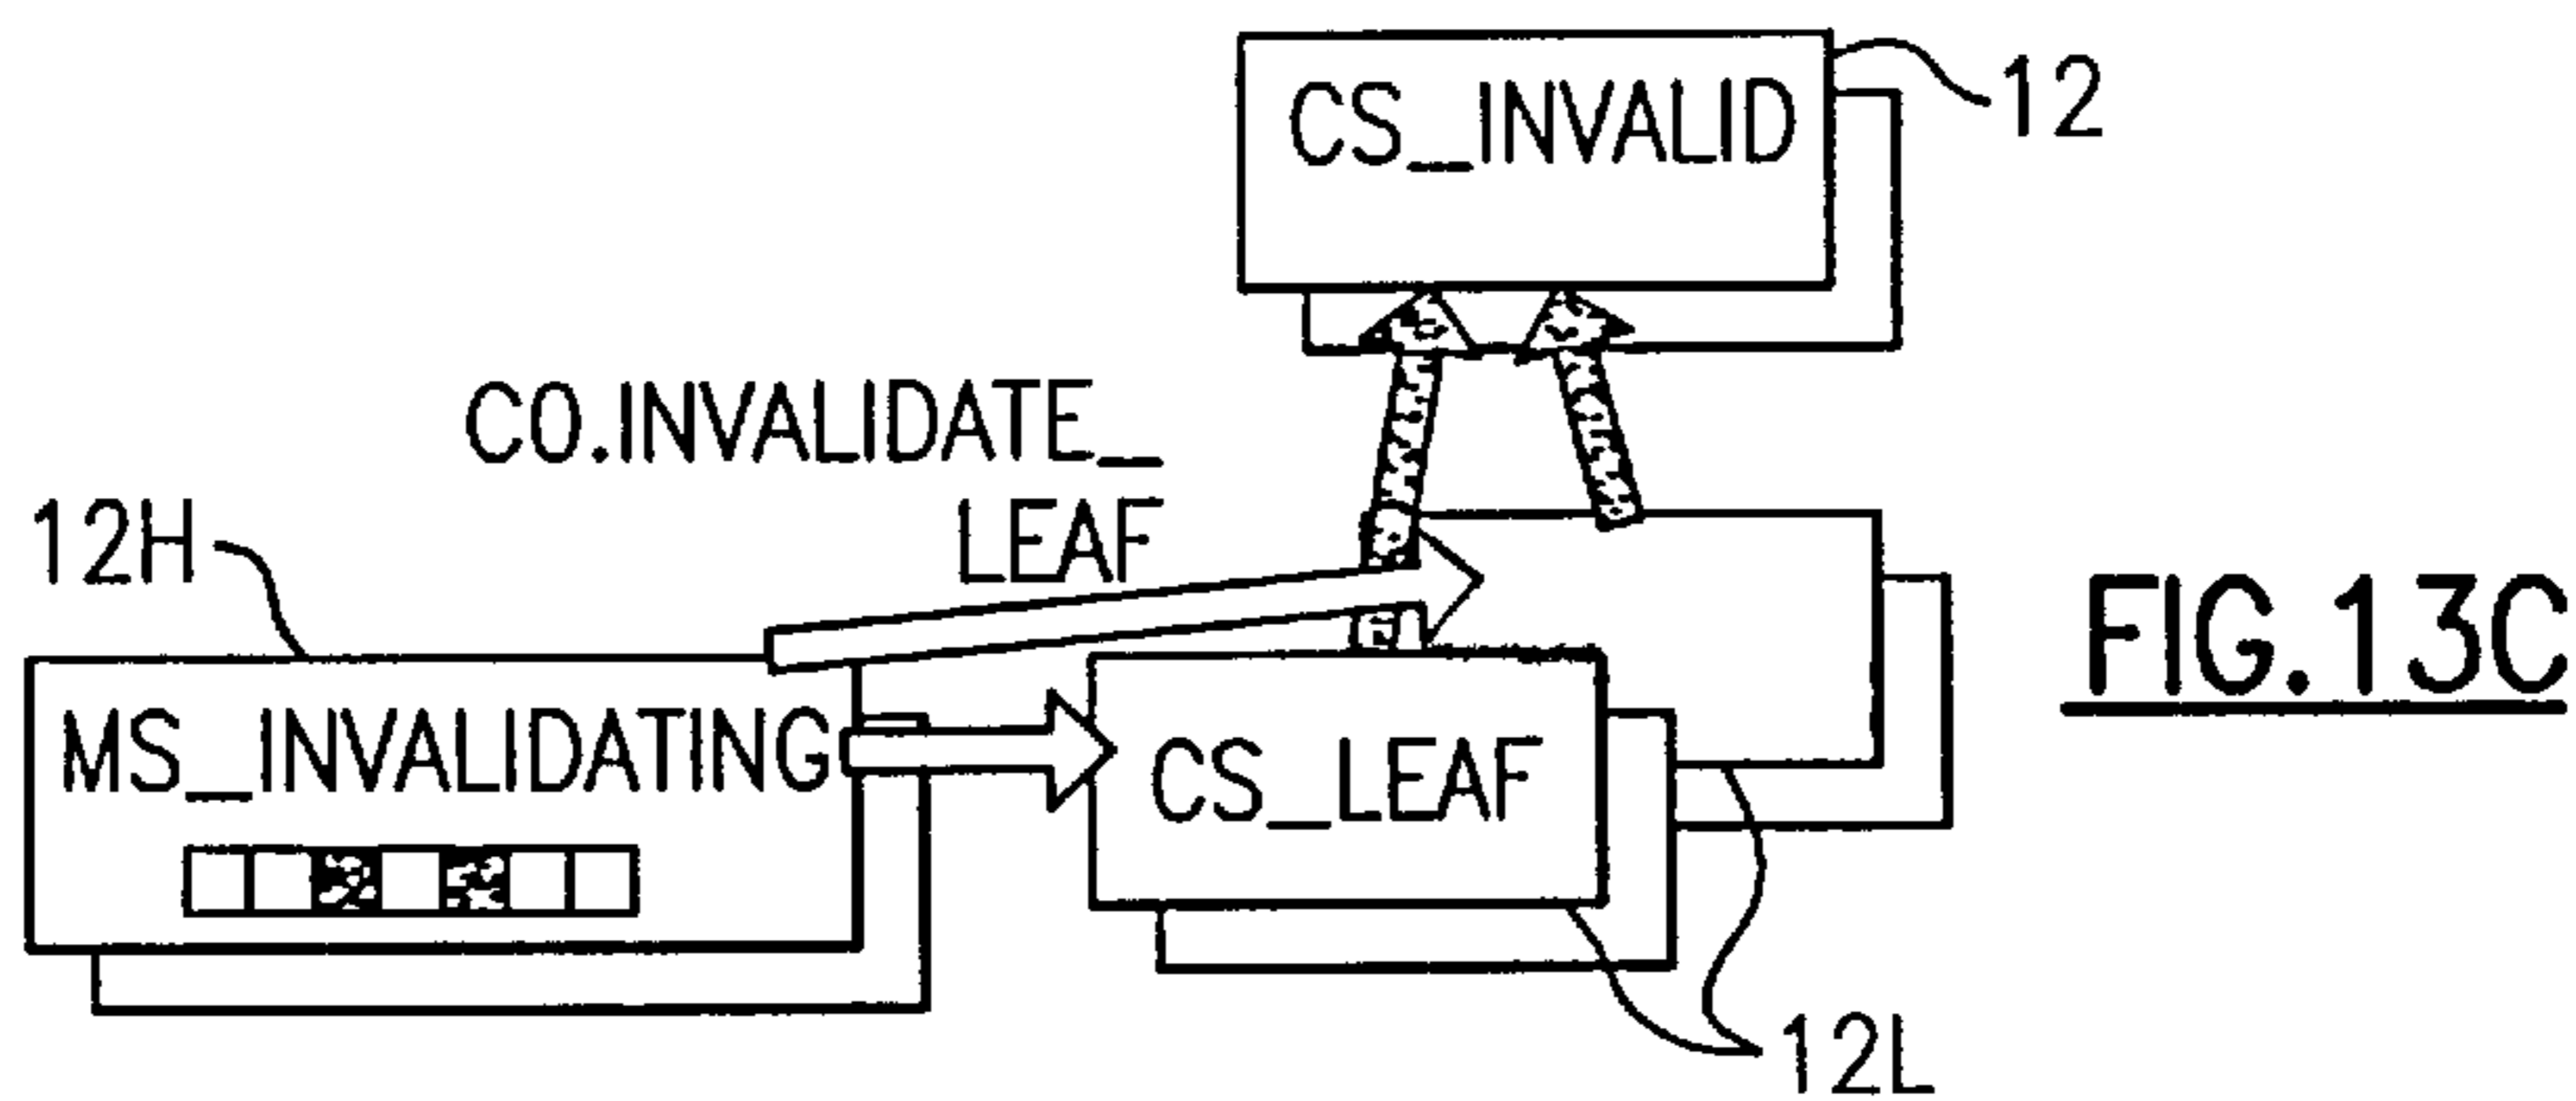 CS_INVALID
12
CO.INVALIDATE_
LEAF
12H
MS_INVALIDATING
CS_LEAF
FIG.13C
12L